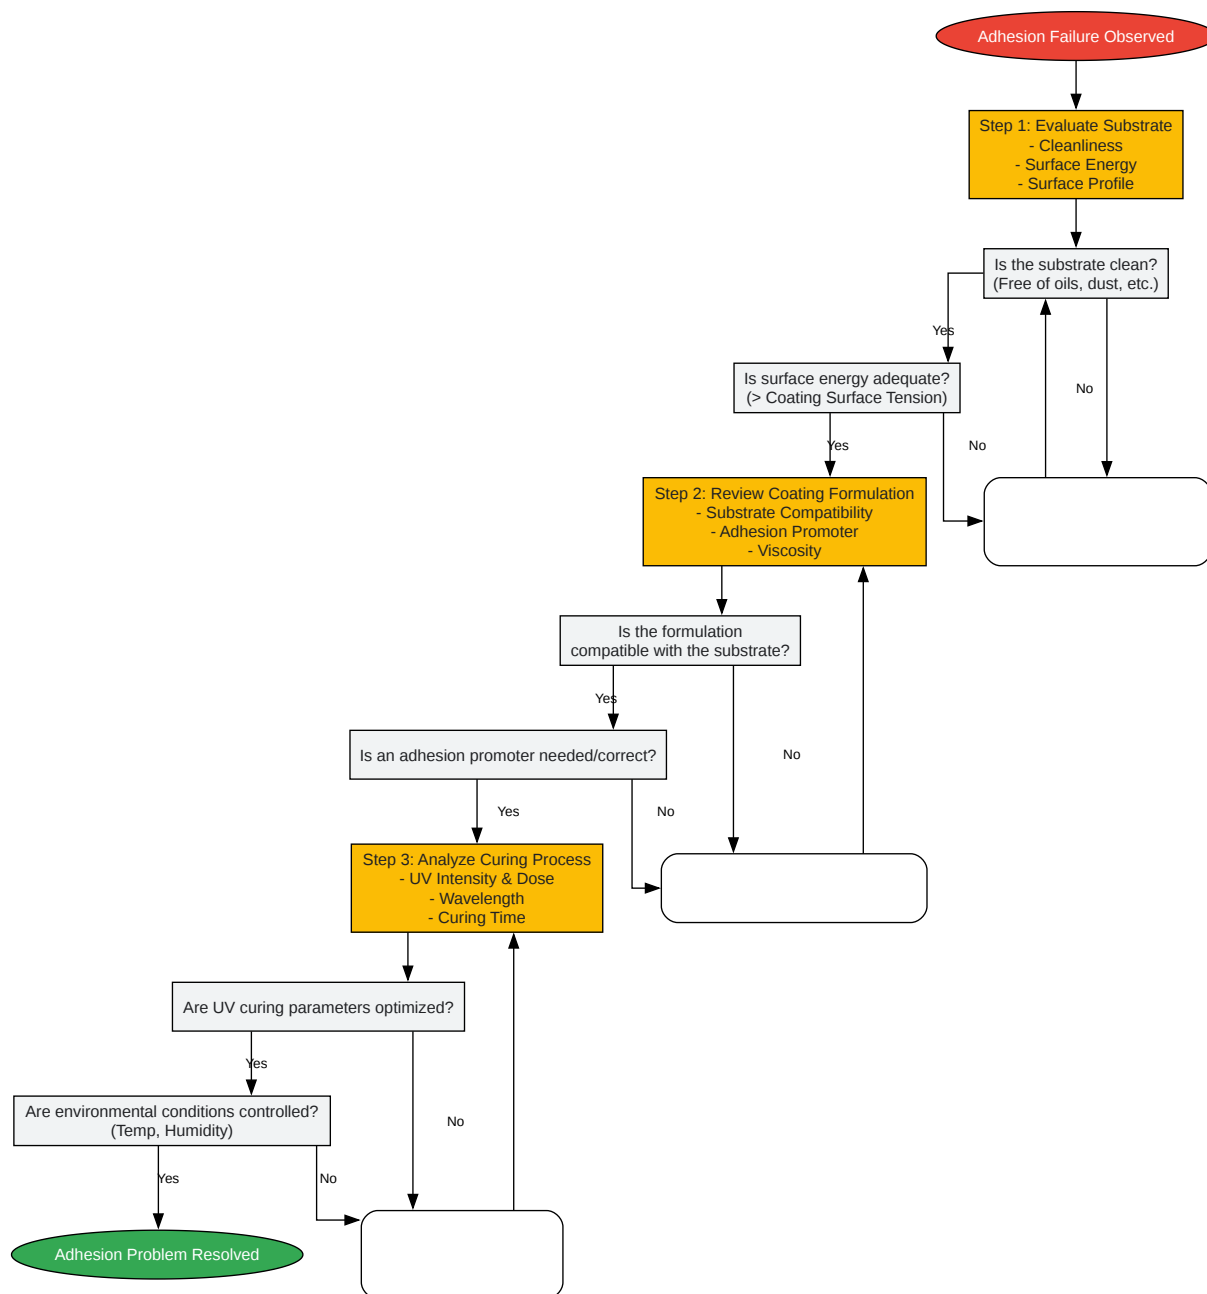 Adhesion Failure Observed
Step 1: Evaluate Substrate
- Cleanliness
- Surface Energy
- Surface Profile
Is the substrate clean?
(Free of oils, dust, etc.)
Yes
No
Is surface energy adequate?
(> Coating Surface Tension)
Yes
No
Step 2: Review Coating Formulation
- Substrate Compatibility
- Adhesion Promoter
- Viscosity
Is the formulation
compatible with the substrate?
Yes
No
Is an adhesion promoter needed/correct?
Yes
No
Step 3: Analyze Curing Process
- UV Intensity & Dose
- Wavelength
- Curing Time
Are UV curing parameters optimized?
Yes
No
Are environmental conditions controlled?
(Temp, Humidity)
Yes
No
Adhesion Problem Resolved